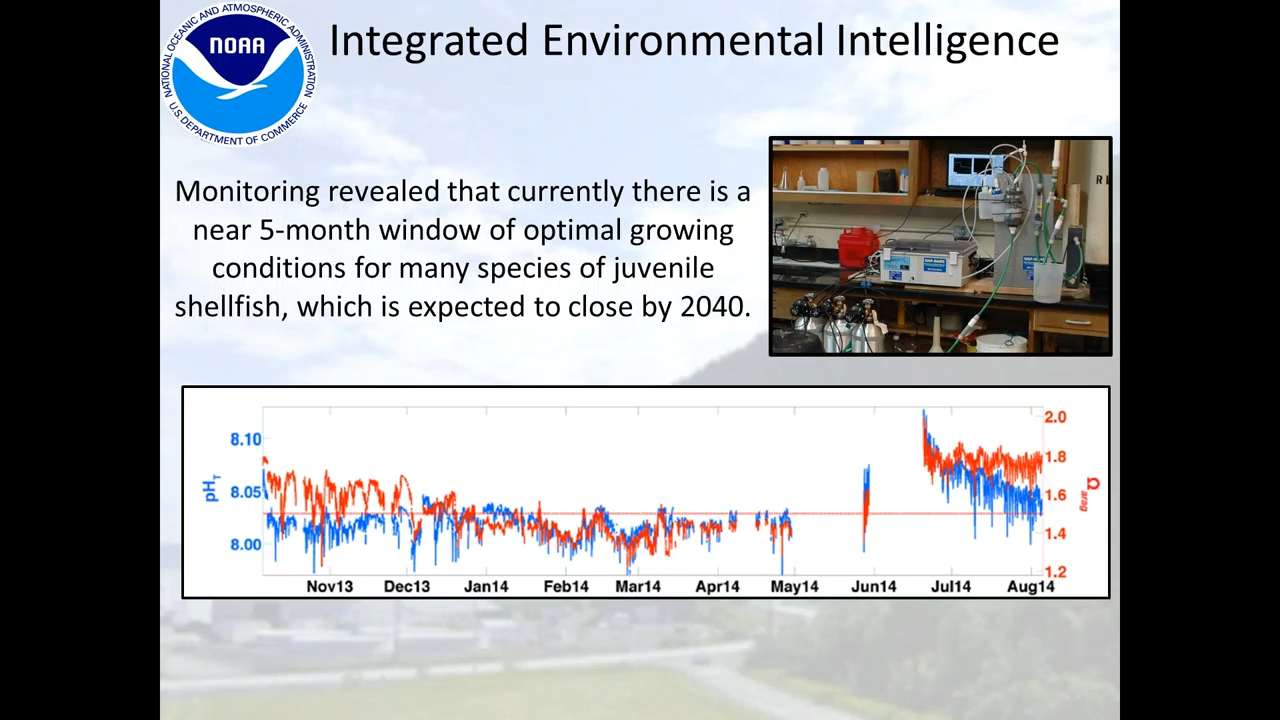 NATIONAL OCEANIC AND ATMOSPHERIC ADMINISTRATION
NOAA
U.S. DEPARTMENT OF COMMERCE
Integrated Environmental Intelligence
Monitoring revealed that currently there is a
near 5-month window of optimal growing
conditions for many species of juvenile
shellfish, which is expected to close by 2040.
pHT
8.10
8.05
8.00
2.0
1.8
1.6
1.4
1.2
Ωarag
Nov13 Dec13 Jan14 Feb14 Mar14 Apr14 May14 Jun14 Jul14 Aug14